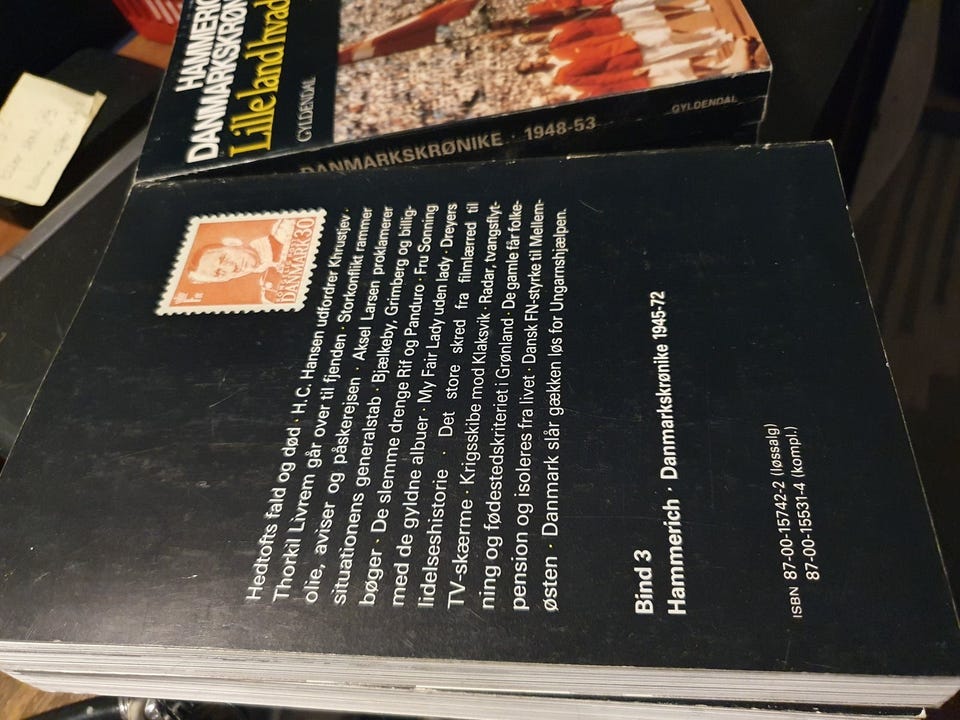 HAMMERIC
DANMARKSKRØN
Lille land hvad
GYLDENDAL
GYLDENDAL
DANMARKSKRØNIKE · 1948-53
DANMARK 30
Hedtofts fald og død · H.C. Hansen udfordrer Khrustjev ·
Thorkil Livrem går over til fjenden · Storkonflikt rammer
olie, aviser og påskerejsen · Aksel Larsen proklamerer
situationens generalstab · Bjælkeby, Grimberg og billig-
bøger · De slemme drenge Rif og Panduro · Fru Sonning
med de gyldne albuer · My Fair Lady uden lady · Dreyers
lidelseshistorie · Det store skred fra filmlærred til
TV-skærme · Krigsskibe mod Klaksvik · Radar, tvangsflyt-
ning og fødestedskriteriet i Grønland · De gamle får folke-
pension og isoleres fra livet · Dansk FN-styrke til Mellem-
østen · Danmark slår gækken løs for Ungarnshjælpen.
Bind 3
Hammerich · Danmarkskrønike 1945-72
ISBN 87-00-15742-2 (løssalg)
87-00-15531-4 (kompl.)